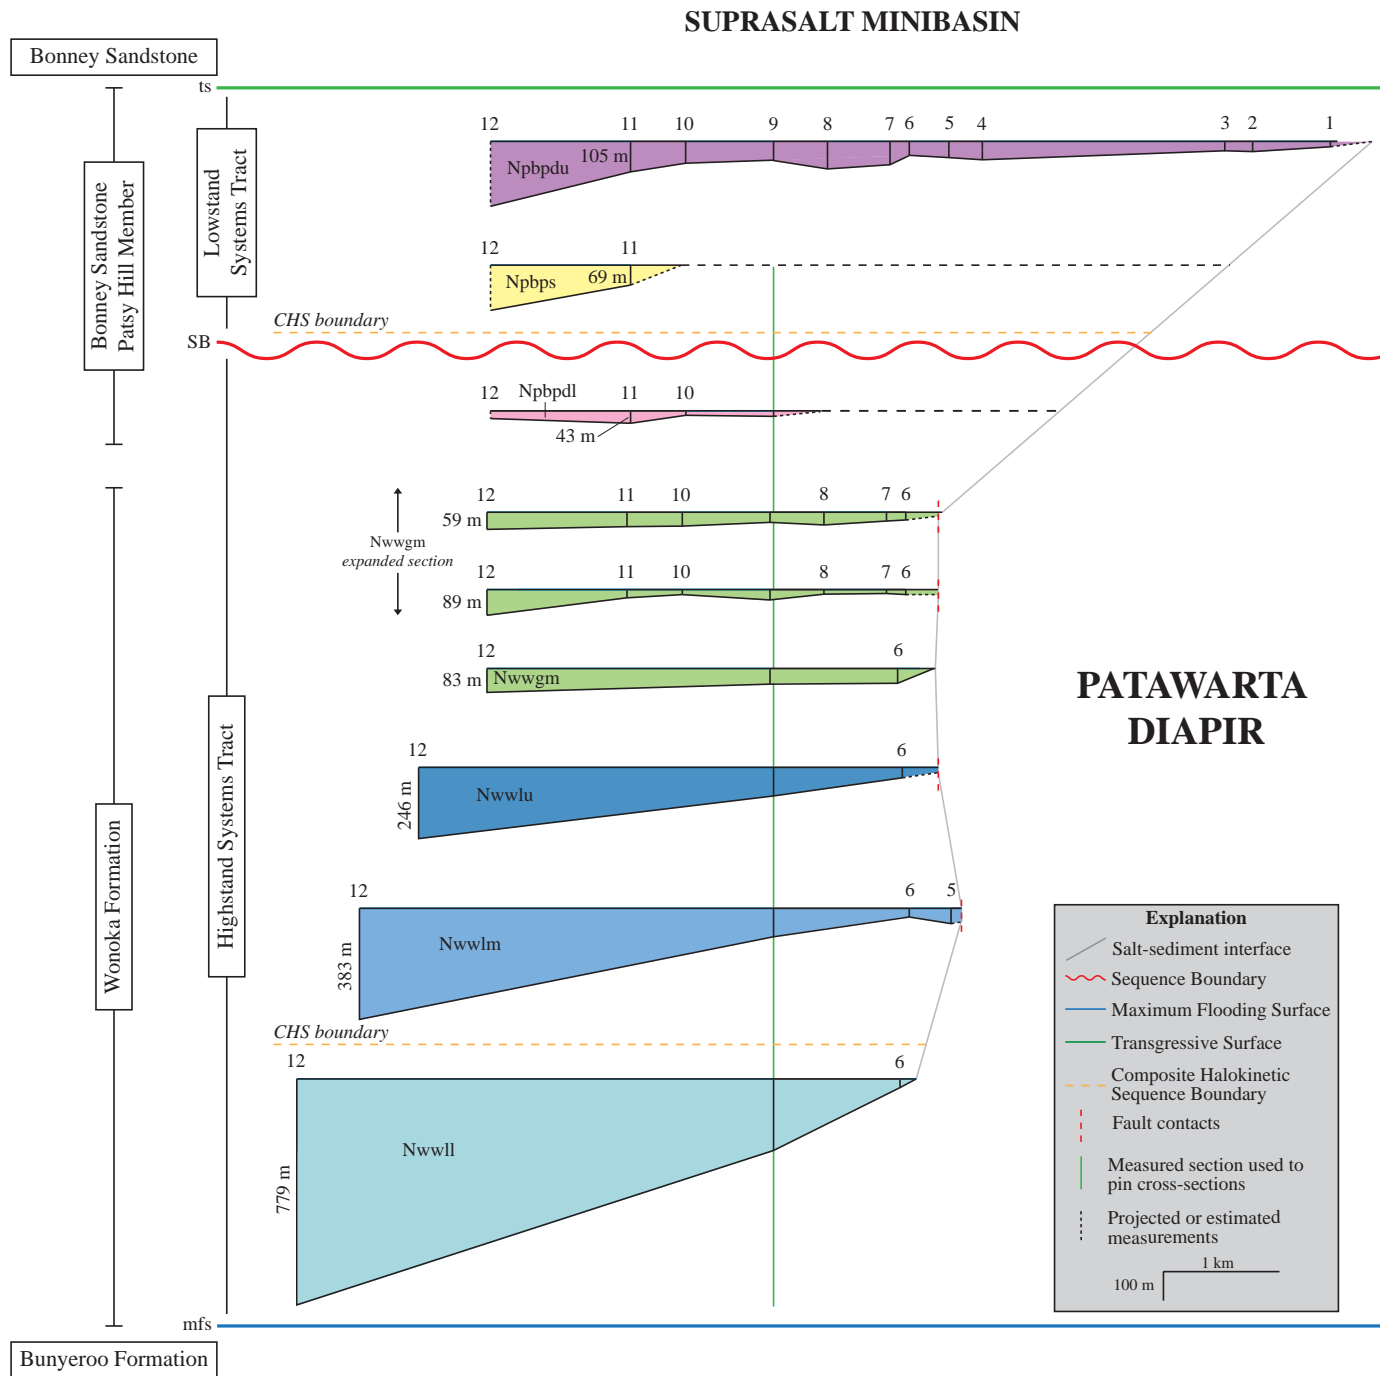 SUPRASALT MINIBASIN
Bonney Sandstone
ts
Lowstand
Systems Tract
Bonney Sandstone
Patsy Hill Member
12 11 10 9 8 7 6 5 4 3 2 1
105 m
Npbpdu
12 11
69 m
Npbps
CHS boundary
SB
12 Npbpdl 11 10
43 m
12 11 10 8 7 6
59 m
Nwwgm
expanded section
12 11 10 8 7 6
89 m
12 6
83 m Nwwgm
PATAWARTA
DIAPIR
12 6
246 m
Nwwlu
Highstand Systems Tract
Wonoka Formation
12 6 5
383 m
Nwwlm
CHS boundary
12 6
779 m
Nwwll
mfs
Bunyeroo Formation
Explanation
Salt-sediment interface
Sequence Boundary
Maximum Flooding Surface
Transgressive Surface
Composite Halokinetic
Sequence Boundary
Fault contacts
Measured section used to
pin cross-sections
Projected or estimated
measurements
1 km
100 m